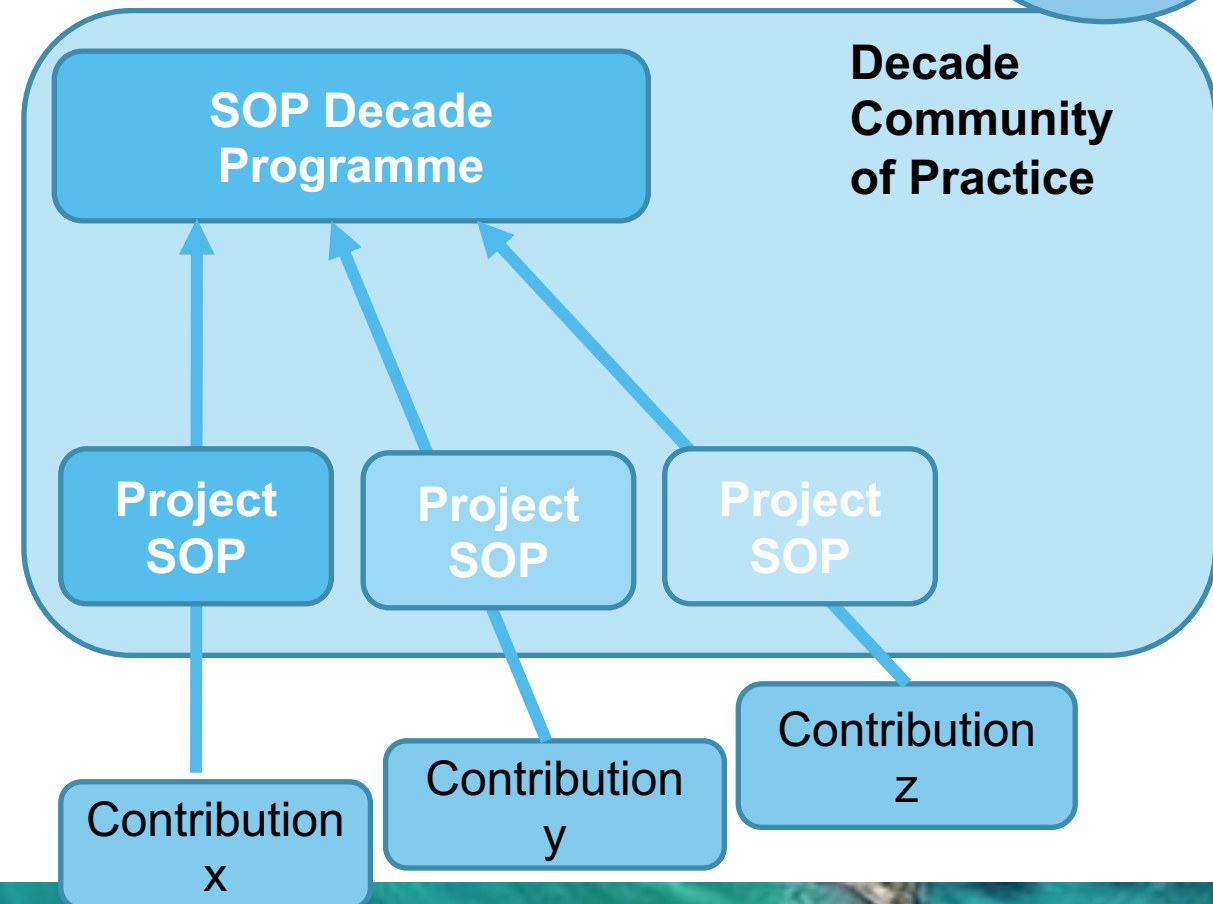 Decade
Community
of Practice
SOP Decade
Programme
Project
SOP
Project
SOP
Project
SOP
Contribution
x
Contribution
y
Contribution
z